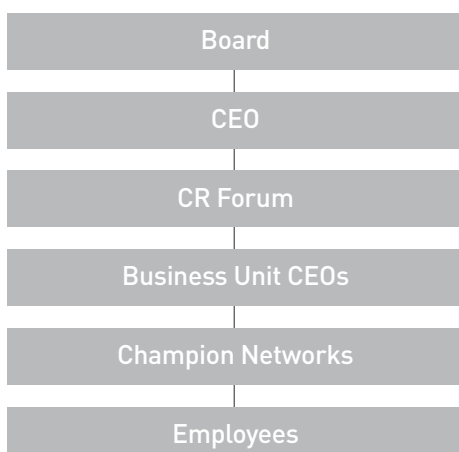 Board
CEO
CR Forum
Business Unit CEOs
Champion Networks
Employees